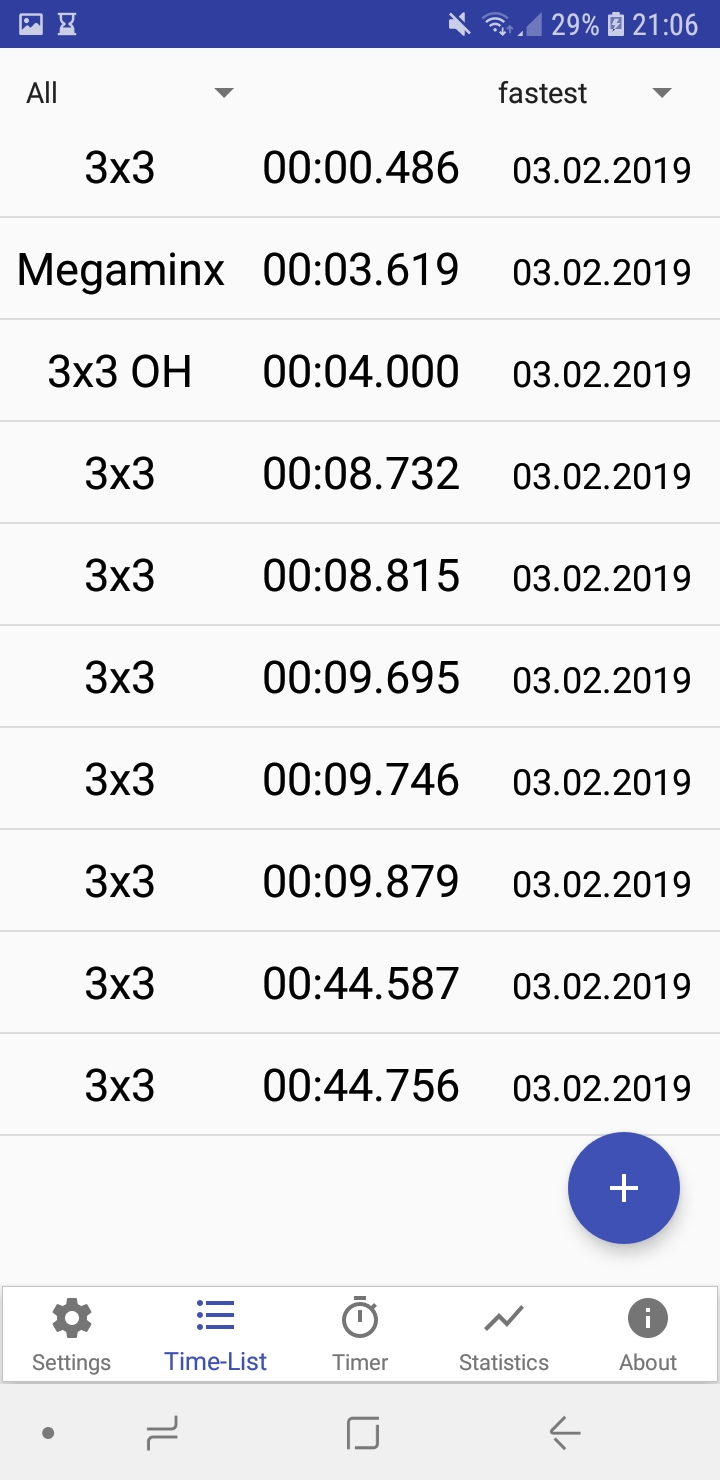 29% 21:06
All fastest
3x3 00:00.486 03.02.2019
Megaminx 00:03.619 03.02.2019
3x3 OH 00:04.000 03.02.2019
3x3 00:08.732 03.02.2019
3x3 00:08.815 03.02.2019
3x3 00:09.695 03.02.2019
3x3 00:09.746 03.02.2019
3x3 00:09.879 03.02.2019
3x3 00:44.587 03.02.2019
3x3 00:44.756 03.02.2019
+
Settings Time-List Timer Statistics About